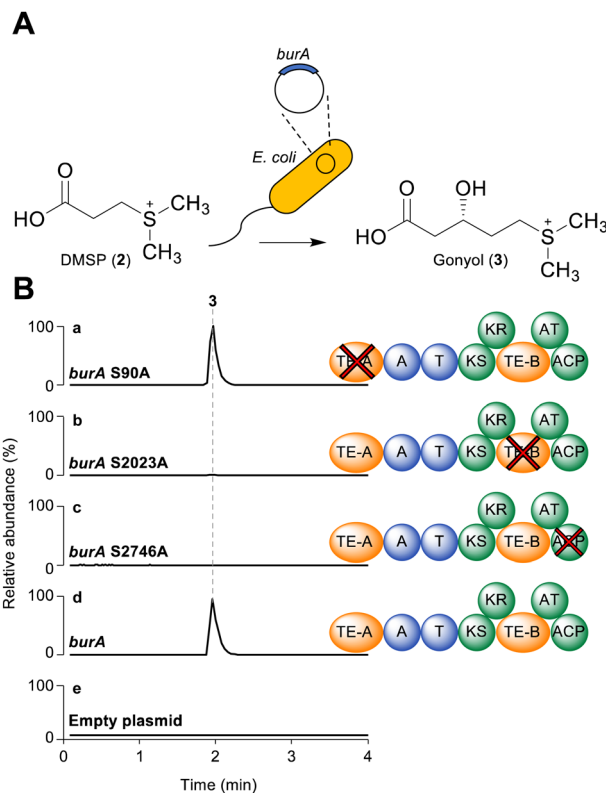 A
burA
E. coli
O
HO
+
S
CH₃
CH₃
DMSP (2)
O
OH
HO
+
S
CH₃
CH₃
Gonyol (3)
B
3
Relative abundance (%)
a
100
0
burA S90A
TE-A A T KS KR TE-B AT ACP
b
100
0
burA S2023A
TE-A A T KS KR TE-B AT ACP
c
100
0
burA S2746A
TE-A A T KS KR TE-B AT ACP
d
100
0
burA
TE-A A T KS KR TE-B AT ACP
e
100
0
Empty plasmid
0 1 2 3 4
Time (min)